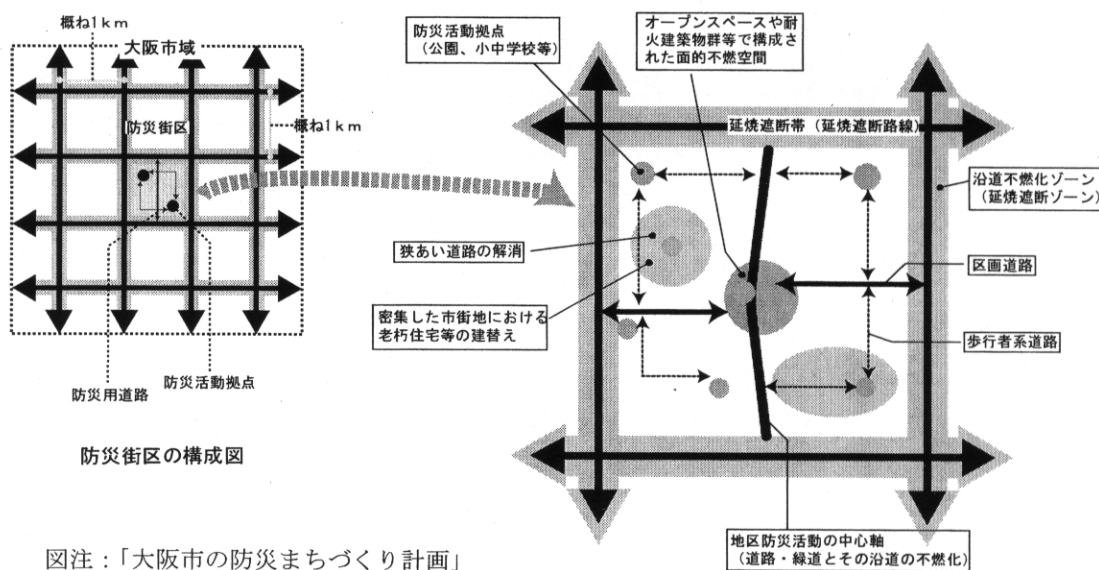 概ね1km
大阪市域
防災街区
概ね1km
防災用道路
防災活動拠点
防災街区の構成図
防災活動拠点
(公園、小中学校等)
オープンスペースや耐
火建築物群等で構成さ
れた面的不燃空間
延焼遮断帯(延焼遮断路線)
沿道不燃化ゾーン
(延焼遮断ゾーン)
狭あい道路の解消
区画道路
密集した市街地における
老朽住宅等の建替え
歩行者系道路
地区防災活動の中心軸
(道路・緑道とその沿道の不燃化)
図注:「大阪市の防災まちづくり計画」